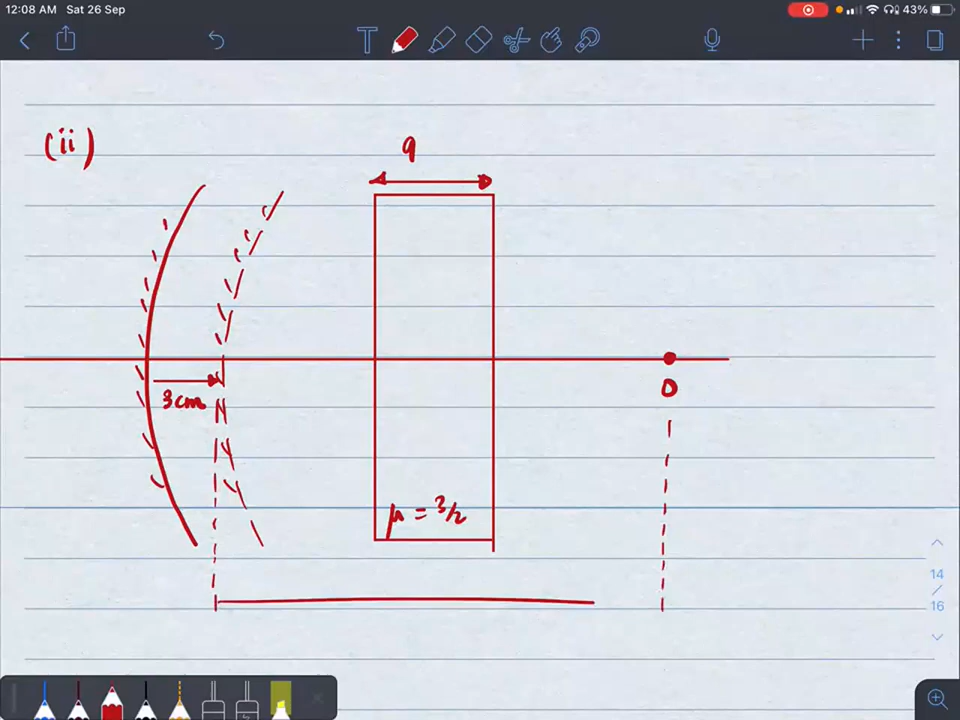 12:08 AM Sat 26 Sep
43%
T
(ii)
9
3cm
O
μ = 3/2
14
/
16